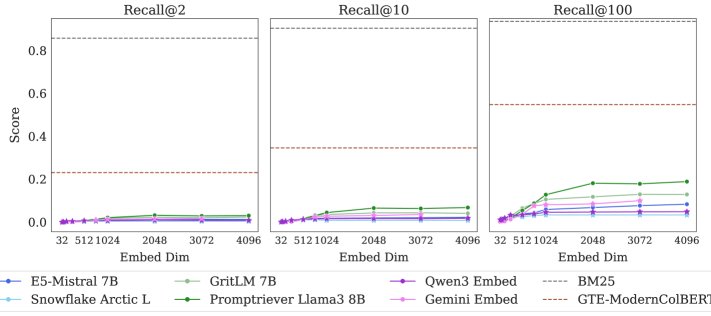 Recall@2 Recall@10 Recall@100
Score
0.8
0.6
0.4
0.2
0.0
32 512 1024 2048 3072 4096 32 512 1024 2048 3072 4096 32 512 1024 2048 3072 4096
Embed Dim Embed Dim Embed Dim
E5-Mistral 7B GritLM 7B Qwen3 Embed BM25
Snowflake Arctic L Promptriever Llama3 8B Gemini Embed GTE-ModernColBERT